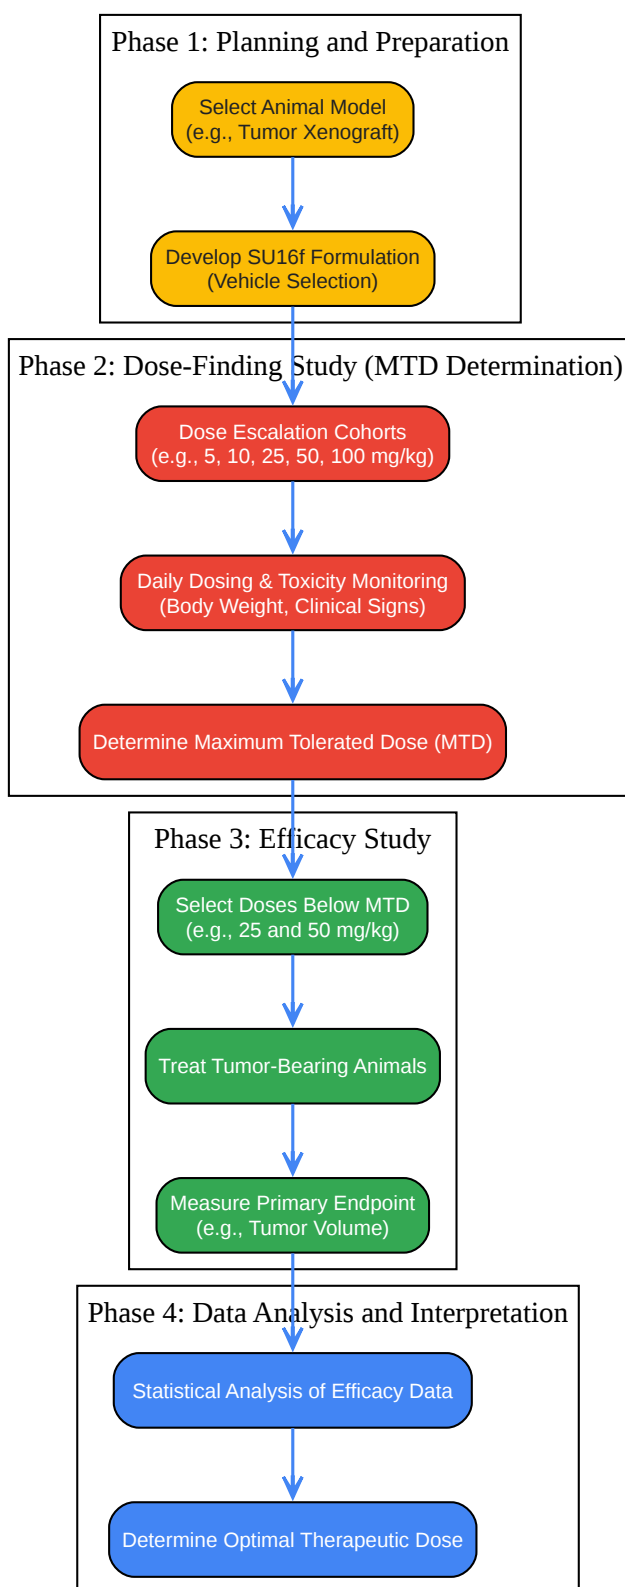 Phase 1: Planning and Preparation
Select Animal Model
(e.g., Tumor Xenograft)
Develop SU16f Formulation
(Vehicle Selection)
Phase 2: Dose-Finding Study (MTD Determination)
Dose Escalation Cohorts
(e.g., 5, 10, 25, 50, 100 mg/kg)
Daily Dosing & Toxicity Monitoring
(Body Weight, Clinical Signs)
Determine Maximum Tolerated Dose (MTD)
Phase 3: Efficacy Study
Select Doses Below MTD
(e.g., 25 and 50 mg/kg)
Treat Tumor-Bearing Animals
Measure Primary Endpoint
(e.g., Tumor Volume)
Phase 4: Data Analysis and Interpretation
Statistical Analysis of Efficacy Data
Determine Optimal Therapeutic Dose